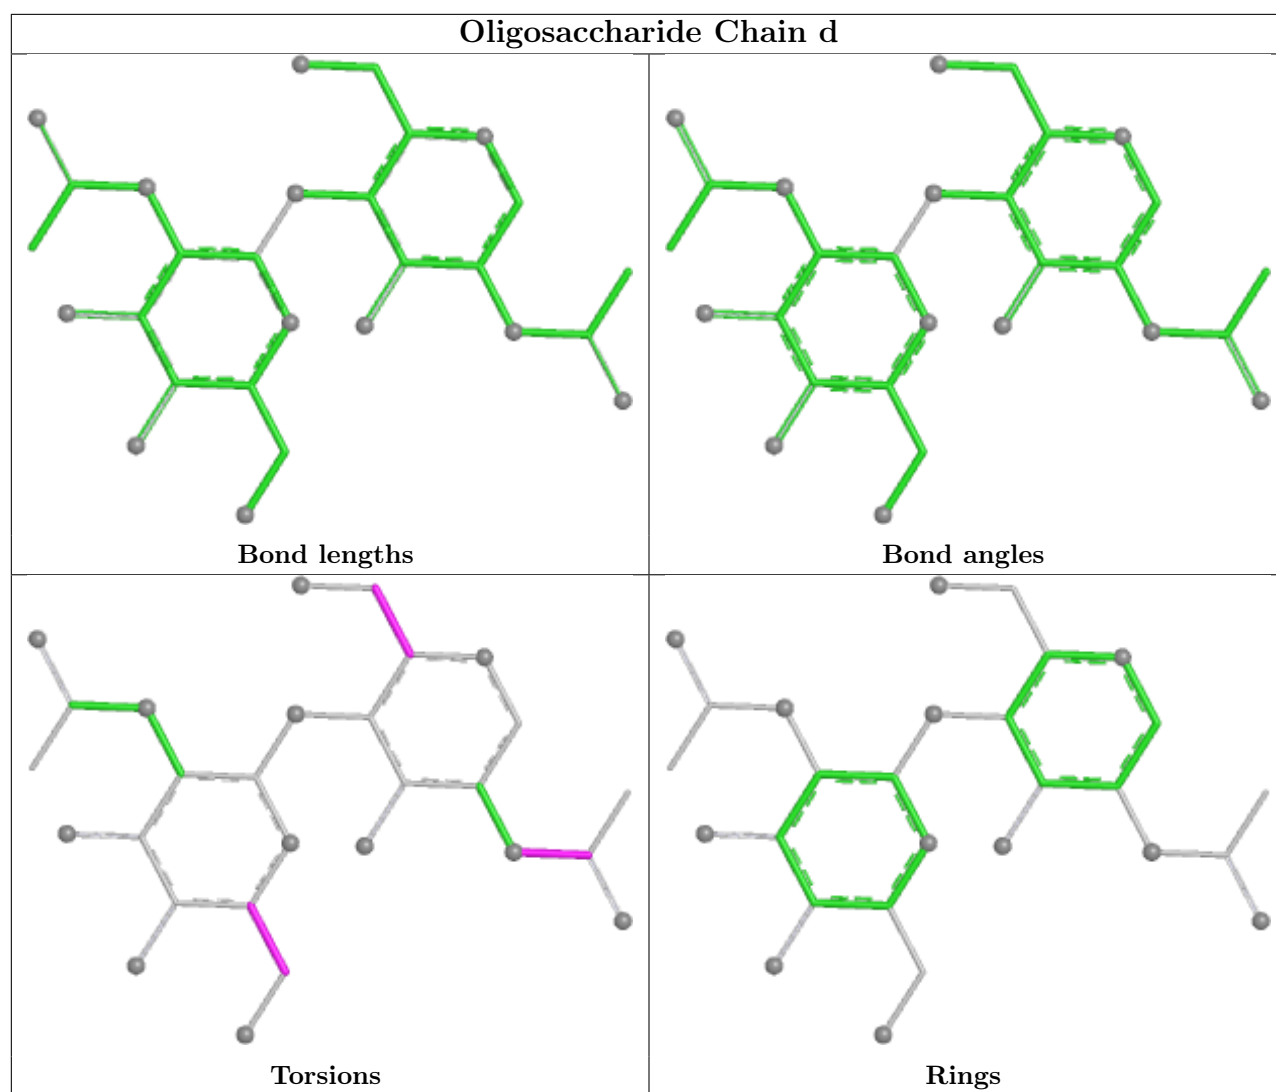 Oligosaccharide Chain d
Bond lengths
Bond angles
Torsions
Rings